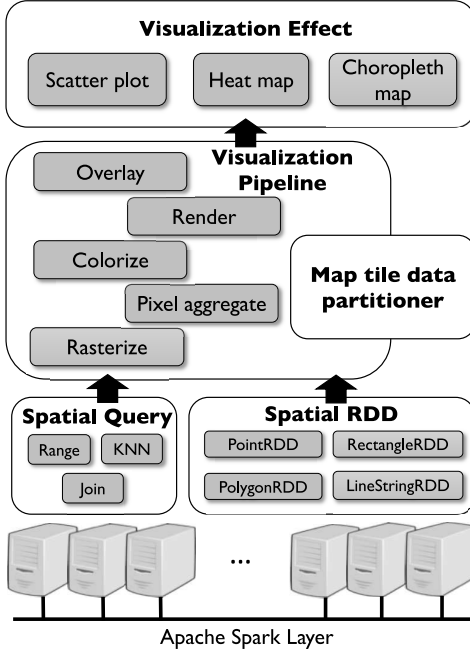 Visualization Effect
Scatter plot
Heat map
Choropleth
map
Visualization
Pipeline
Overlay
Render
Colorize
Pixel aggregate
Rasterize
Map tile data
partitioner
Spatial Query
Range
KNN
Join
Spatial RDD
PointRDD
RectangleRDD
PolygonRDD
LineStringRDD
...
Apache Spark Layer